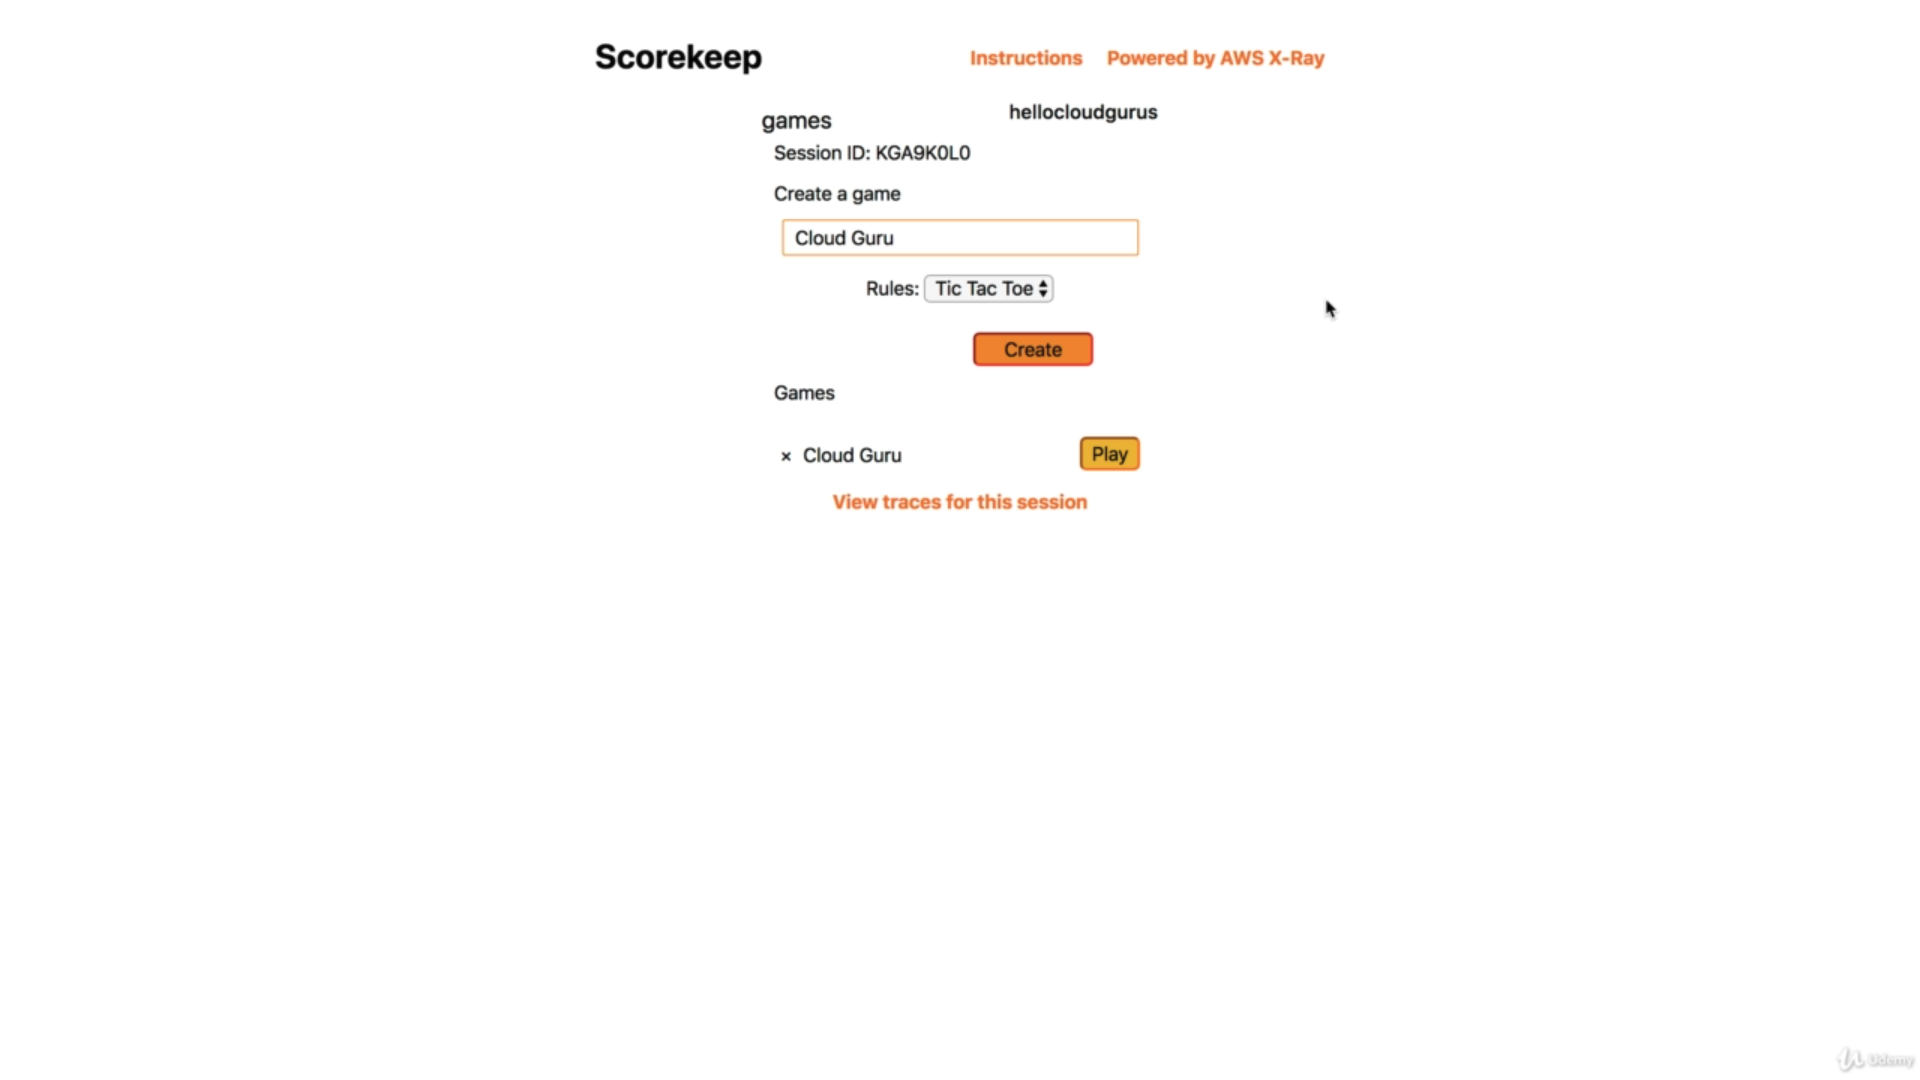 Scorekeep Instructions Powered by AWS X-Ray
games hellocloudgurus
Session ID: KGA9K0L0
Create a game
Cloud Guru
Rules: Tic Tac Toe
Create
Games
× Cloud Guru Play
View traces for this session
Udemy